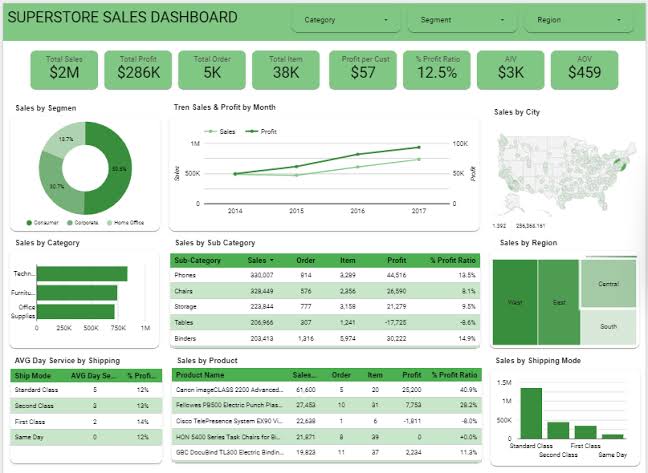 SUPERSTORE SALES DASHBOARD
Category
Segment
Region
Total Sales
$2M
Total Profit
$286K
Total Order
5K
Total Item
38K
Profit per Cust
$57
% Profit Ratio
12.5%
AIV
$3K
AOV
$459
Sales by Segmen
18.7%
30.7%
50.6%
Consumer Corporate Home Office
Tren Sales & Profit by Month
Sales Profit
1M
500K
0
Sales
100K
50K
0
Profit
2014 2015 2016 2017
Sales by City
1.392 256,368.161
Sales by Category
Techn...
Furnitu...
Office
Supplies
0 250K 500K 750K 1M
Sales by Sub Category
Sub-Category Sales Order Item Profit % Profit Ratio
Phones 330,007 814 3,289 44,516 13.5%
Chairs 328,449 576 2,356 26,590 8.1%
Storage 223,844 777 3,158 21,279 9.5%
Tables 206,966 307 1,241 -17,725 -8.6%
Binders 203,413 1,316 5,974 30,222 14.9%
Sales by Region
West
East
Central
South
AVG Day Service by Shipping
Ship Mode AVG Day Se... % Profi...
Standard Class 5 12%
Second Class 3 13%
First Class 2 14%
Same Day 0 12%
Sales by Product
Product Name Sales... Order Item Profit % Profit Ratio
Canon imageCLASS 2200 Advanced... 61,600 5 20 25,200 40.9%
Fellowes PB500 Electric Punch Plas... 27,453 10 31 7,753 28.2%
Cisco TelePresence System EX90 Vi... 22,638 1 6 -1,811 -8.0%
HON 5400 Series Task Chairs for Bi... 21,871 8 39 0 +0.0%
GBC DocuBind TL300 Electric Bindin... 19,823 11 37 2,234 11.3%
Sales by Shipping Mode
1.5M
1M
500K
0
Standard Class
Second Class
First Class
Same Day